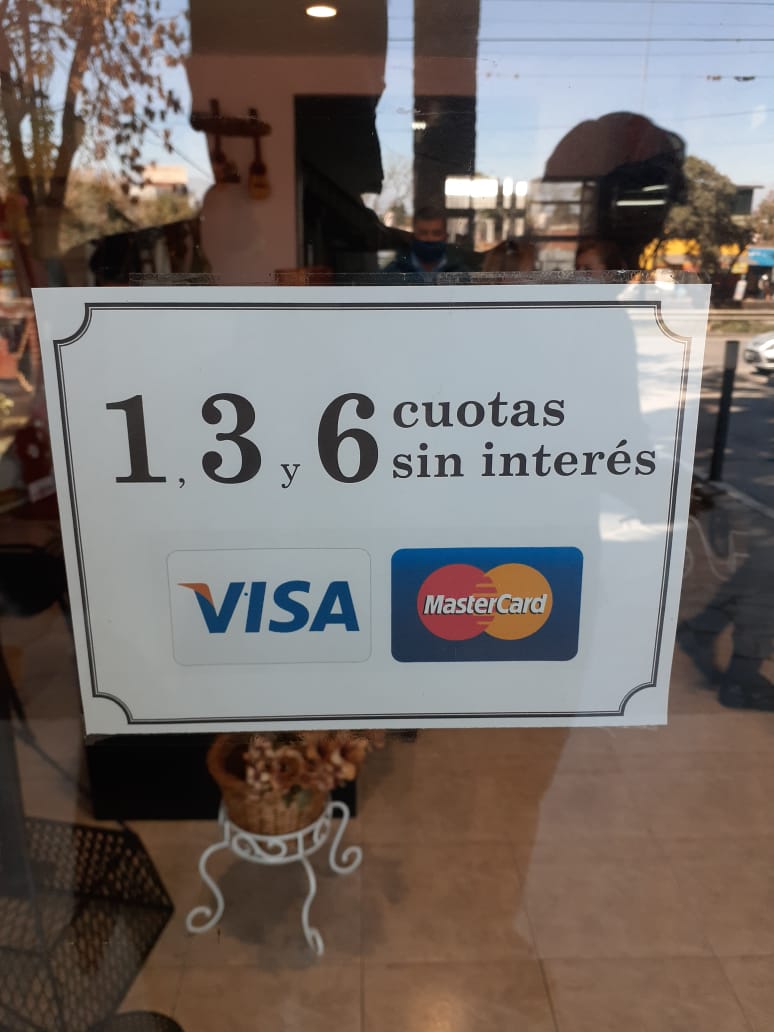 1, 3 y 6 cuotas
sin interés
VISA
MasterCard